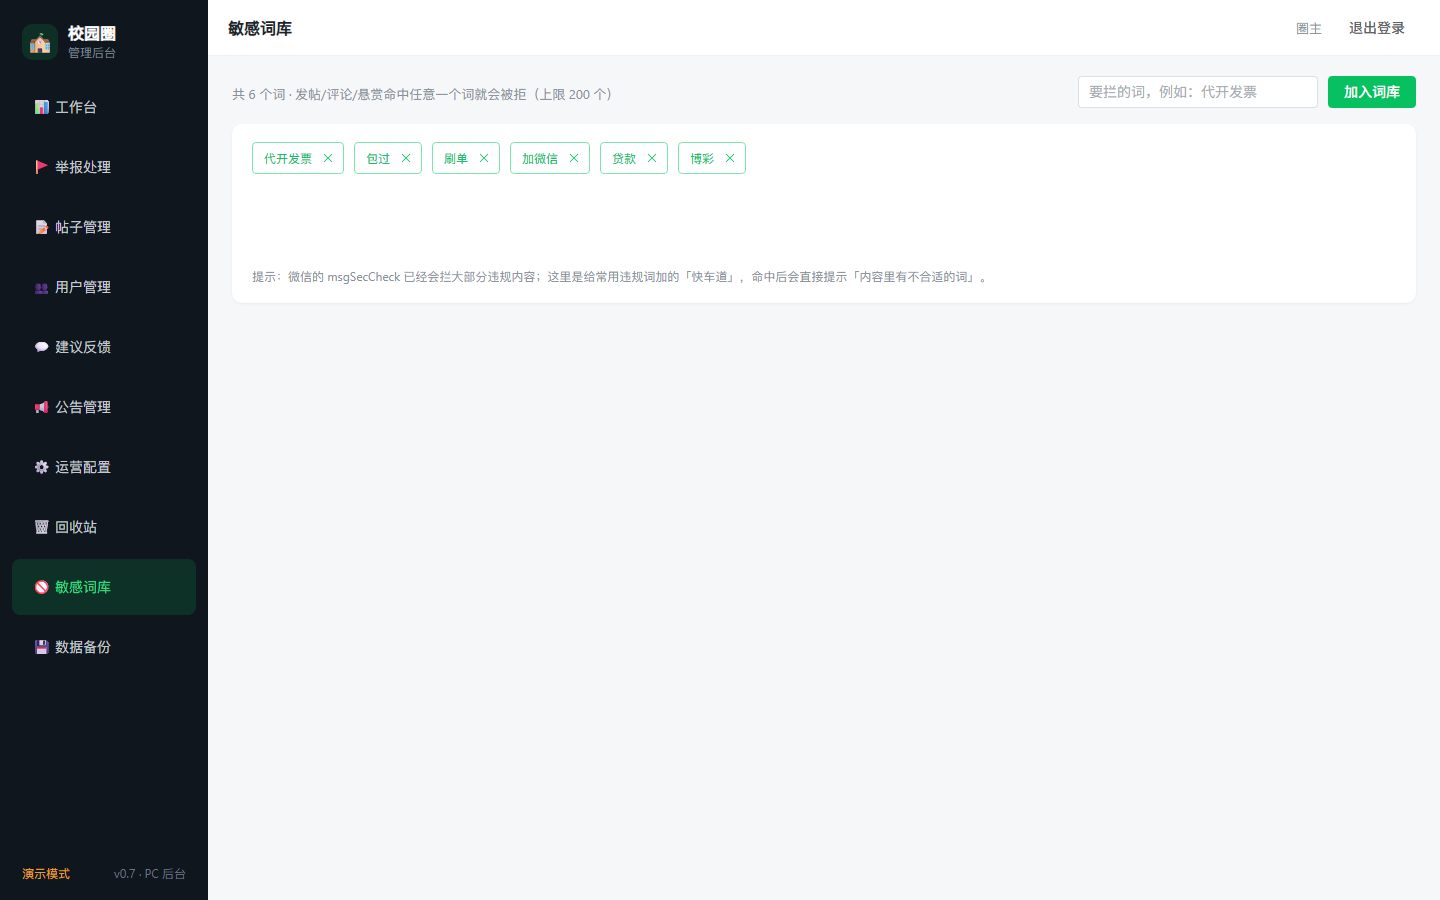 校园圈
管理后台
工作台
举报处理
帖子管理
用户管理
建议反馈
公告管理
运营配置
回收站
敏感词库
数据备份
演示模式
v0.7 · PC 后台
敏感词库
圈主
退出登录
共 6 个词 · 发帖/评论/悬赏命中任意一个词就会被拒（上限 200 个）
要拦的词，例如：代开发票
加入词库
代开发票
包过
刷单
加微信
贷款
博彩
提示：微信的 msgSecCheck 已经会拦大部分违规内容；这里是给常用违规词加的「快车道」，命中后会直接提示「内容里有不合适的词」。